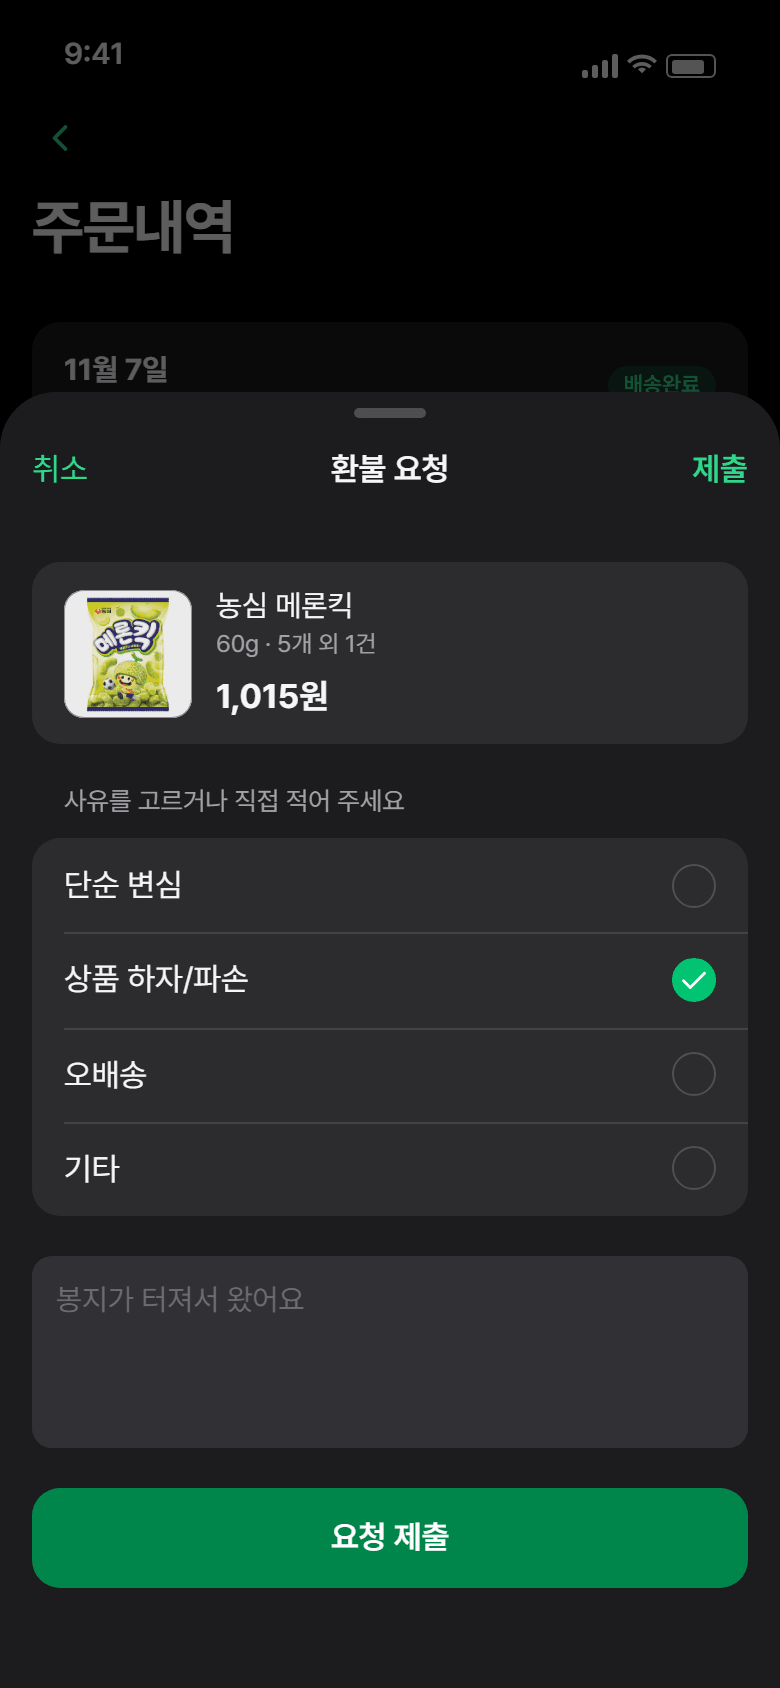 9:41
주문내역
11월 7일
배송완료
취소
환불 요청
제출
메론킥
농심 메론킥
60g · 5개 외 1건
1,015원
사유를 고르거나 직접 적어 주세요
단순 변심
상품 하자/파손
오배송
기타
봉지가 터져서 왔어요
요청 제출